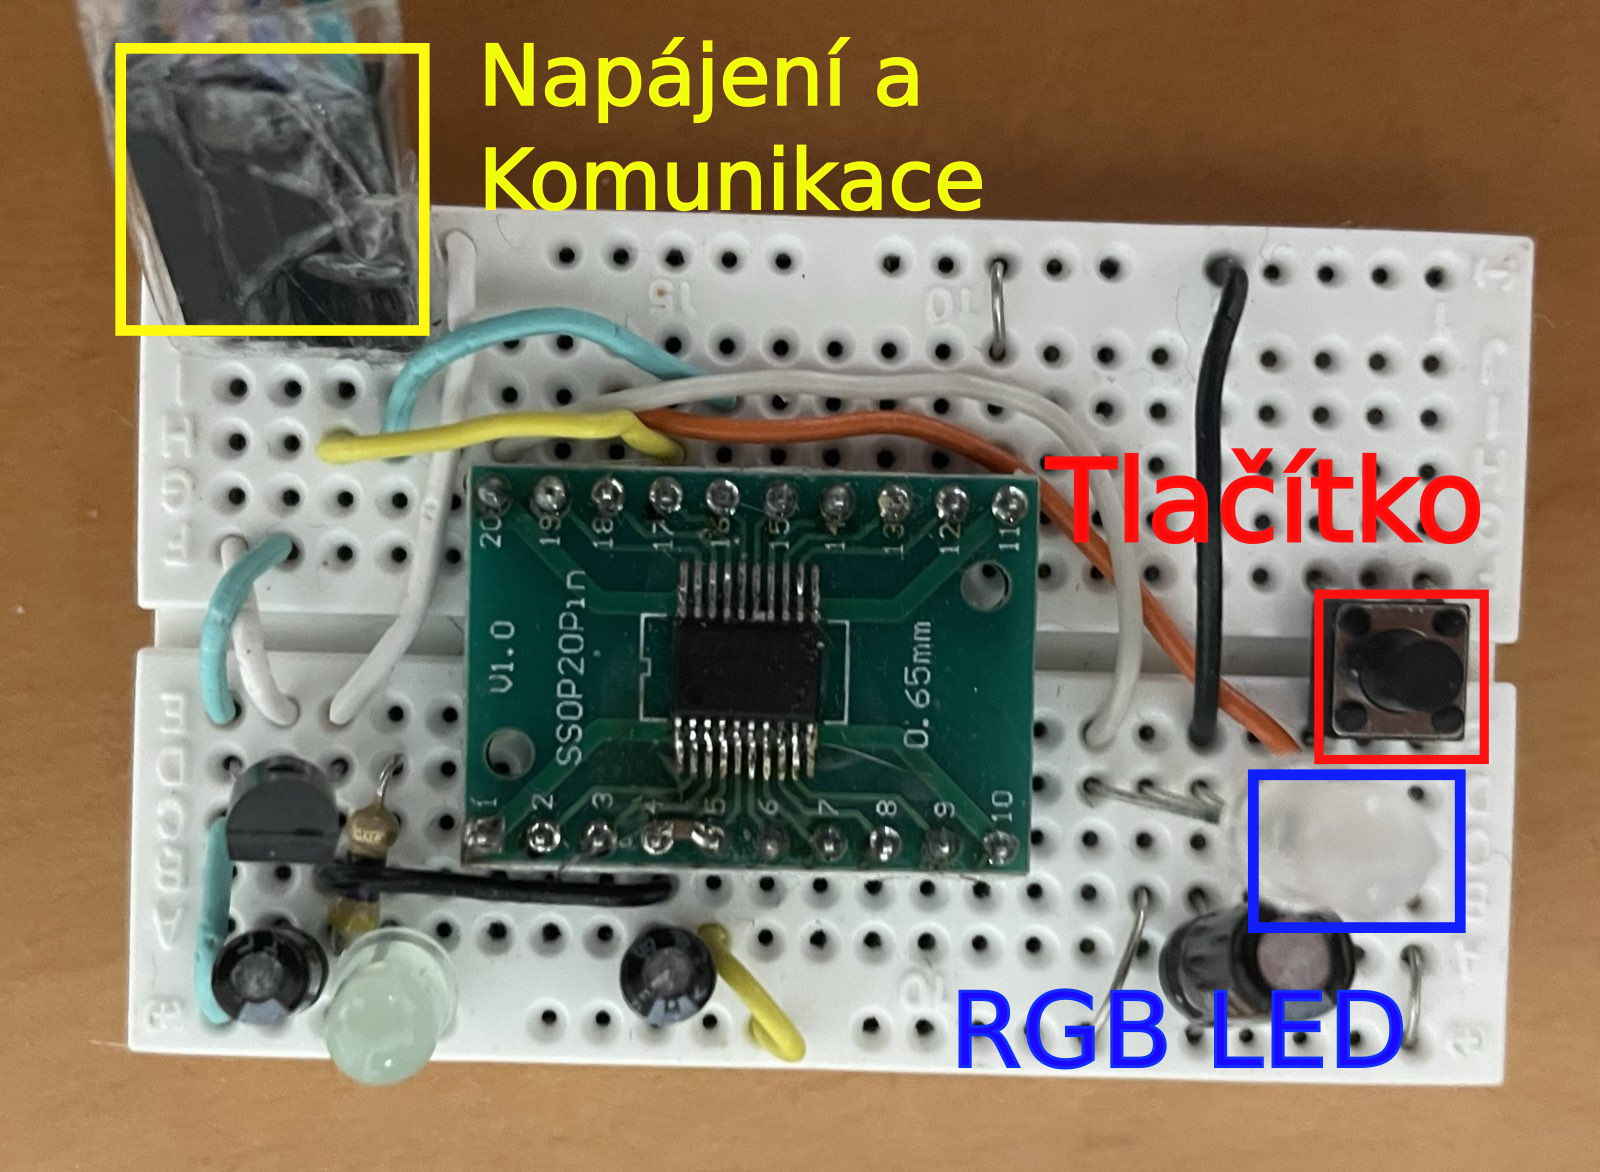 Napájení a
Komunikace
15
10
Tlačítko
20 19 18 17 16 15 14 13 12 11
V1.0
SSOP20Pin
0.65mm
1 2 3 4 5 6 7 8 9 10
RGB LED